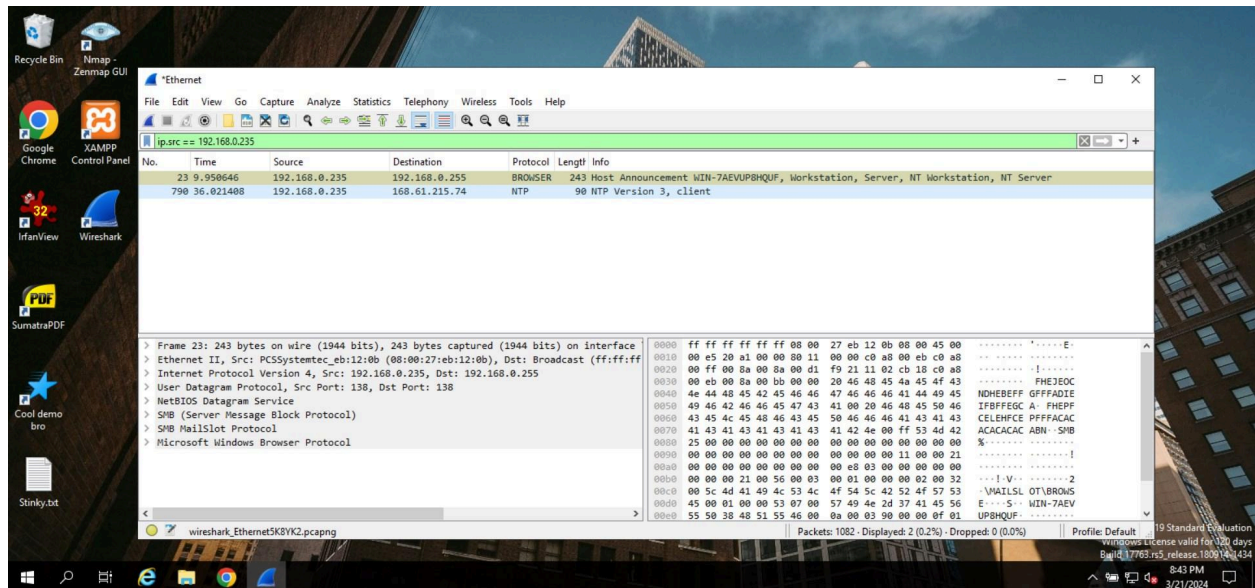 Recycle Bin
Nmap -
Zenmap GUI
Google
Chrome
XAMPP
Control Panel
32
IrfanView
Wireshark
PDF
SumatraPDF
Cool demo
bro
Stinky.txt
*Ethernet
File Edit View Go Capture Analyze Statistics Telephony Wireless Tools Help
ip.src == 192.168.0.235
No. Time Source Destination Protocol Length Info
23 9.950646 192.168.0.235 192.168.0.255 BROWSER 243 Host Announcement WIN-7AEVUP8HQUF, Workstation, Server, NT Workstation, NT Server
790 36.021408 192.168.0.235 168.61.215.74 NTP 90 NTP Version 3, client
> Frame 23: 243 bytes on wire (1944 bits), 243 bytes captured (1944 bits) on interface
> Ethernet II, Src: PCSSystemtec_eb:12:0b (08:00:27:eb:12:0b), Dst: Broadcast (ff:ff:ff
> Internet Protocol Version 4, Src: 192.168.0.235, Dst: 192.168.0.255
> User Datagram Protocol, Src Port: 138, Dst Port: 138
> NetBIOS Datagram Service
> SMB (Server Message Block Protocol)
> SMB MailSlot Protocol
> Microsoft Windows Browser Protocol
0000 ff ff ff ff ff ff 08 00 27 eb 12 0b 08 00 45 00 ········ '·····E·
0010 00 e5 20 a1 00 00 80 11 00 00 c0 a8 00 eb c0 a8
0020 00 ff 00 8a 00 8a 00 d1 f9 21 11 02 cb 18 c0 a8 ········ ·!······
0030 00 eb 00 8a 00 bb 00 00 20 46 48 45 4a 45 4f 43 ········ FHEJEOC
0040 4e 44 48 45 42 45 46 46 47 46 46 46 41 44 49 45 NDHEBEFF GFFFADIE
0050 49 46 42 46 46 45 47 43 41 00 20 46 48 45 50 46 IFBFFEGC A· FHEPF
0060 43 45 4c 45 48 46 43 45 50 46 46 46 41 43 41 43 CELEHFCE PFFFACAC
0070 41 43 41 43 41 43 41 43 41 42 4e 00 ff 53 4d 42 ACACACAC ABN··SMB
0080 25 00 00 00 00 00 00 00 00 00 00 00 00 00 00 00 %······· ········
0090 00 00 00 00 00 00 00 00 00 00 00 00 11 00 00 21 ········ ·······!
00a0 00 00 00 00 00 00 00 00 00 e8 03 00 00 00 00 00 ········ ········
00b0 00 00 00 21 00 56 00 03 00 01 00 00 00 02 00 32 ···!·V·· ·······2
00c0 00 5c 4d 41 49 4c 53 4c 4f 54 5c 42 52 4f 57 53 ·\MAILSL OT\BROWS
00d0 45 00 01 00 00 53 07 00 57 49 4e 2d 37 41 45 56 E····S·· WIN-7AEV
00e0 55 50 38 48 51 55 46 00 0a 00 03 90 00 00 0f 01 UP8HQUF· ········
wireshark_Ethernet5K8YK2.pcapng
Packets: 1082 · Displayed: 2 (0.2%) · Dropped: 0 (0.0%)
Profile: Default
19 Standard Evaluation
Windows License valid for 120 days
Build 17763.rs5_release.180914-1434
8:43 PM
3/21/2024